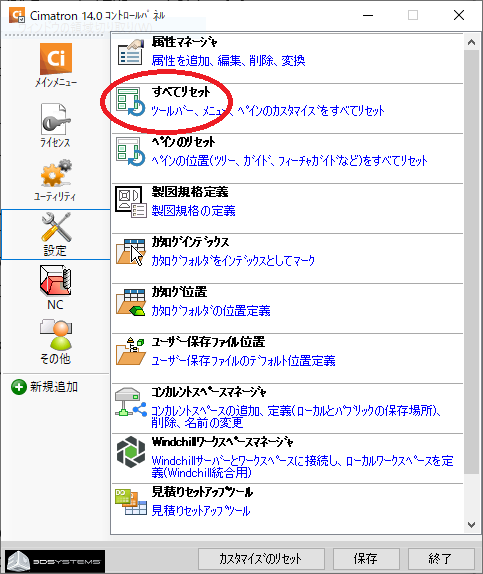 Cimatron 14.0 ｺﾝﾄﾛｰﾙﾊﾟﾈﾙ
Ci
ﾒｲﾝﾒﾆｭｰ
ﾗｲｾﾝｽ
ﾕｰﾃｨﾘﾃｨ
設定
NC
その他
新規追加
属性ﾏﾈｰｼﾞｬ
属性を追加、編集、削除、変換
すべてﾘｾｯﾄ
ﾂｰﾙﾊﾞｰ、ﾒﾆｭｰ、ﾍﾟｲﾝのｶｽﾀﾏｲｽﾞをすべてﾘｾｯﾄ
ﾍﾟｲﾝのﾘｾｯﾄ
ﾍﾟｲﾝの位置(ﾂﾘｰ、ｶﾞｲﾄﾞ、ﾌｨｰﾁｬｶﾞｲﾄﾞなど)をすべてﾘｾｯﾄ
製図規格定義
製図規格の定義
ｶﾀﾛｸﾞｲﾝﾃﾞｯｸｽ
ｶﾀﾛｸﾞﾌｫﾙﾀﾞをｲﾝﾃﾞｯｸｽとしてﾏｰｸ
ｶﾀﾛｸﾞ位置
ｶﾀﾛｸﾞﾌｫﾙﾀﾞの位置定義
ﾕｰｻﾞｰ保存ﾌｧｲﾙ位置
ﾕｰｻﾞｰ保存ﾌｧｲﾙのﾃﾞﾌｫﾙﾄ位置定義
ｺﾝｶﾚﾝﾄｽﾍﾟｰｽﾏﾈｰｼﾞｬ
ｺﾝｶﾚﾝﾄｽﾍﾟｰｽの追加、定義(ﾛｰｶﾙとﾊﾟﾌﾞﾘｯｸの保存場所)、
削除、名前の変更
Windchillﾜｰｸｽﾍﾟｰｽﾏﾈｰｼﾞｬ
Windchillｻｰﾊﾞｰとﾜｰｸｽﾍﾟｰｽに接続し、ﾛｰｶﾙﾜｰｸｽﾍﾟｰｽを定
義(Windchill統合用)
見積りｾｯﾄｱｯﾌﾟﾂｰﾙ
見積りｾｯﾄｱｯﾌﾟﾂｰﾙ
3DSYSTEMS
ｶｽﾀﾏｲｽﾞのﾘｾｯﾄ
保存
終了